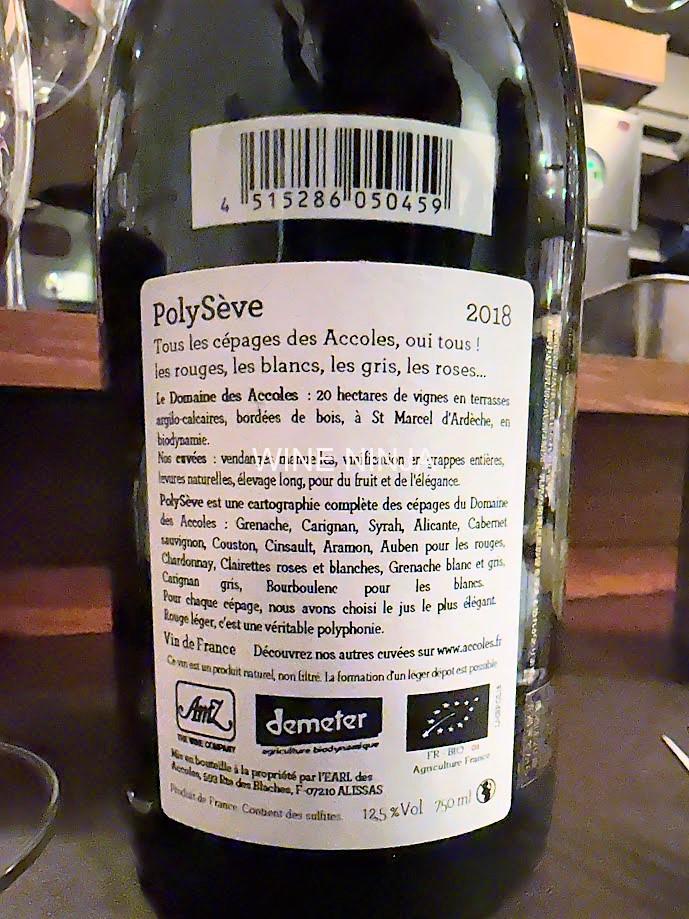 4 515286 050459
PolySève 2018
Tous les cépages des Accoles, oui tous !
les rouges, les blancs, les gris, les roses...
Le Domaine des Accoles : 20 hectares de vignes en terrasses
argilo-calcaires, bordées de bois, à St Marcel d'Ardèche, en
biodynamie.
Nos cuvées : vendanges manuelles, vinification en grappes entières,
WINE NINJA
levures naturelles, élevage long, pour du fruit et de l'élégance.
PolySève est une cartographie complète des cépages du Domaine
des Accoles : Grenache, Carignan, Syrah, Alicante, Cabernet
sauvignon, Couston, Cinsault, Aramon, Auben pour les rouges,
Chardonnay, Clairettes roses et blanches, Grenache blanc et gris,
Carignan gris, Bourboulenc pour les blancs.
Pour chaque cépage, nous avons choisi le jus le plus élégant.
Rouge léger, c'est une véritable polyphonie.
Vin de France Découvrez nos autres cuvées sur www.accoles.fr
Ce vin est un produit naturel, non filtré. La formation d'un léger dépot est possible
AmZ
THE WINE COMPANY
demeter
agriculture biodynamique
FR - BIO - 01
Agriculture France
Mis en bouteille à la propriété par l'EARL des
Accoles, 593 Rte des Blaches, F-07210 ALISSAS
Produit de France. Contient des sulfites. 12,5 %Vol 750 ml